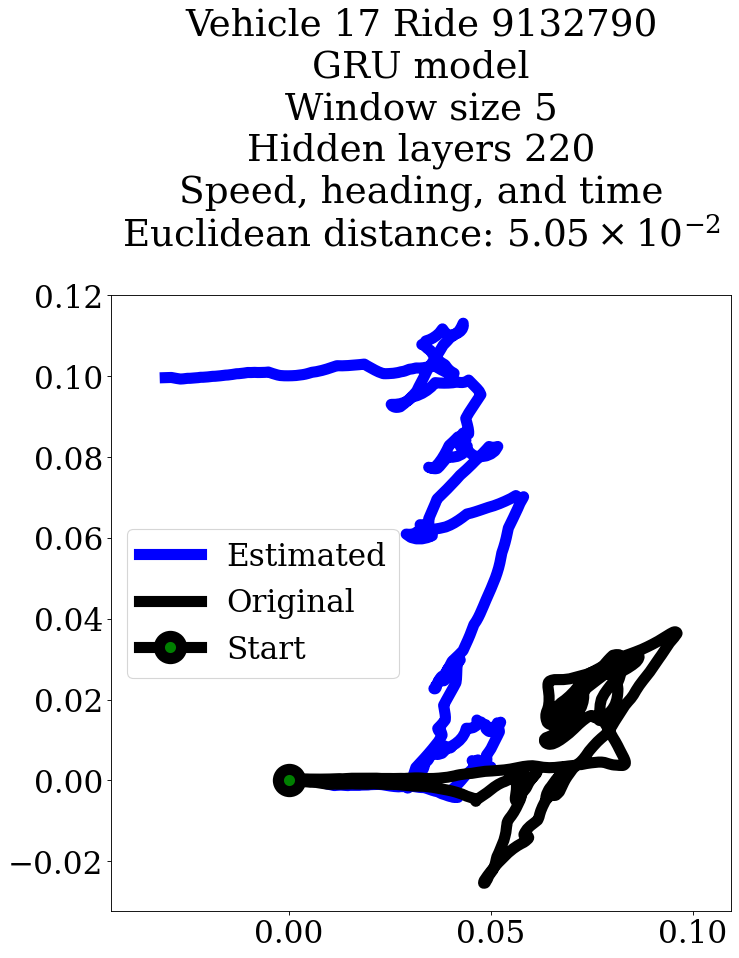 Vehicle 17 Ride 9132790
GRU model
Window size 5
Hidden layers 220
Speed, heading, and time
Euclidean distance: 5.05 × 10⁻²
0.12
0.10
0.08
0.06
0.04
0.02
0.00
−0.02
Estimated
Original
Start
0.00 0.05 0.10